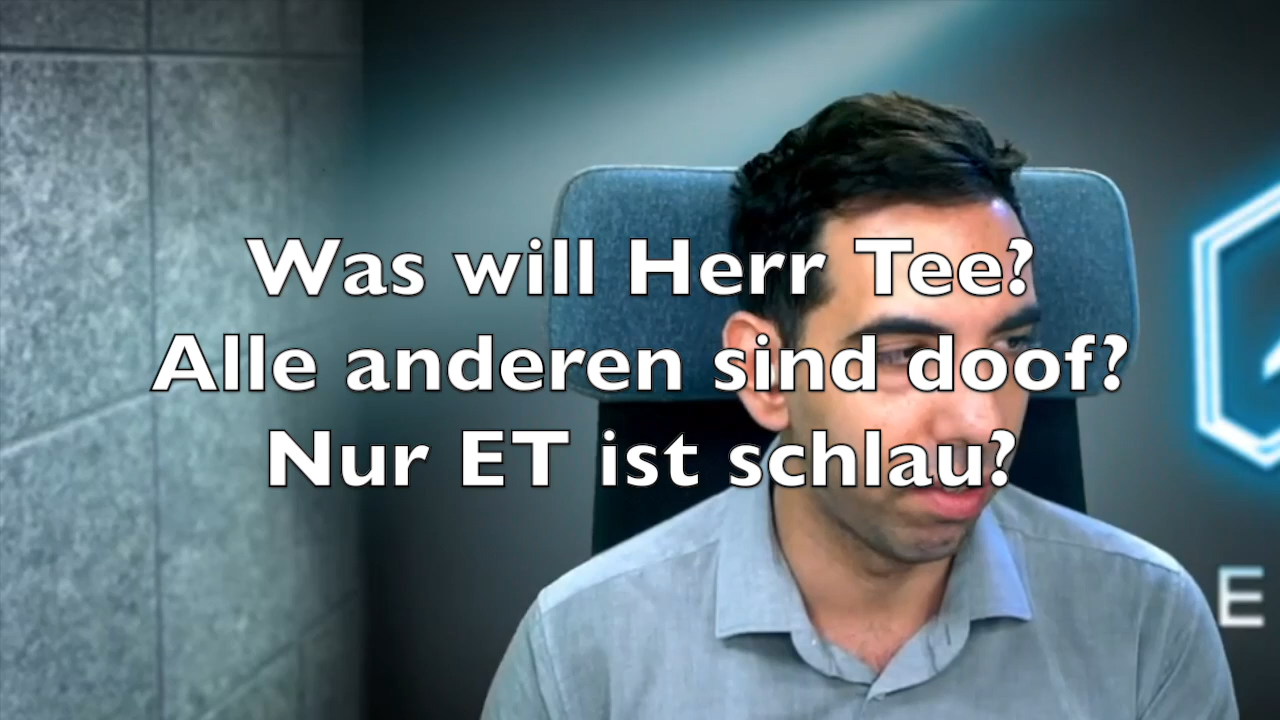 Was will Herr Tee?
Alle anderen sind doof?
Nur ET ist schlau?
E